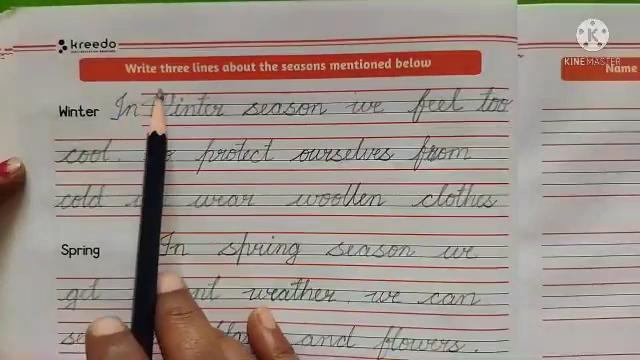 kreedo
KINEMASTER
Write three lines about the seasons mentioned below
Name
Winter In Winter season we feel too
cool. protect ourselves from
cold wear woollen clothes
Spring In spring season we
get weather. we can
and flowers.